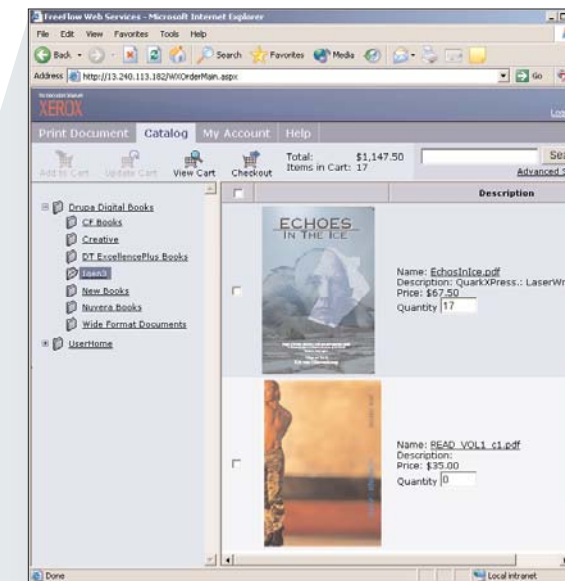 FreeFlow Web Services - Microsoft Internet Explorer
File Edit View Favorites Tools Help
Back Search Favorites Media
Address http://13.240.113.182/WXOrderMain.aspx Go
XEROX
Print Document Catalog My Account Help
Add to Cart Update Cart View Cart Checkout
Total: $1,147.50
Items in Cart: 17
Sea
Advanced S
Description
Drupa Digital Books
CF Books
Creative
DT ExcellencePlus Books
Igen3
New Books
Nuvera Books
Wide Format Documents
UserHome
ECHOES
IN THE ICE
Name: EchosInIce.pdf
Description: QuarkXPress.: LaserWr
Price: $67.50
Quantity 17
Name: READ_VOL1_c1.pdf
Description:
Price: $35.00
Quantity 0
Done
Local intranet